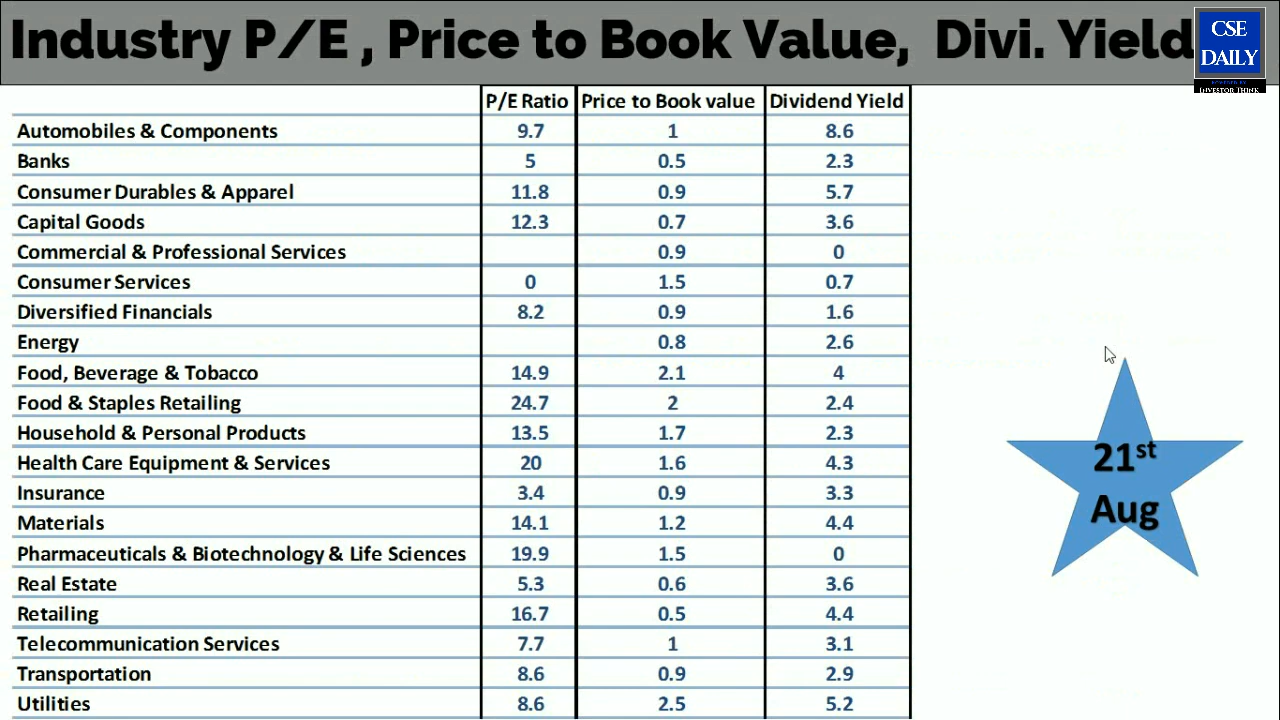 Industry P/E , Price to Book Value, Divi. Yield
CSE
DAILY
POWERED BY
INVESTOR THINK
P/E Ratio Price to Book value Dividend Yield
Automobiles & Components 9.7 1 8.6
Banks 5 0.5 2.3
Consumer Durables & Apparel 11.8 0.9 5.7
Capital Goods 12.3 0.7 3.6
Commercial & Professional Services 0.9 0
Consumer Services 0 1.5 0.7
Diversified Financials 8.2 0.9 1.6
Energy 0.8 2.6
Food, Beverage & Tobacco 14.9 2.1 4
Food & Staples Retailing 24.7 2 2.4
Household & Personal Products 13.5 1.7 2.3
Health Care Equipment & Services 20 1.6 4.3
Insurance 3.4 0.9 3.3
Materials 14.1 1.2 4.4
Pharmaceuticals & Biotechnology & Life Sciences 19.9 1.5 0
Real Estate 5.3 0.6 3.6
Retailing 16.7 0.5 4.4
Telecommunication Services 7.7 1 3.1
Transportation 8.6 0.9 2.9
Utilities 8.6 2.5 5.2
21st
Aug